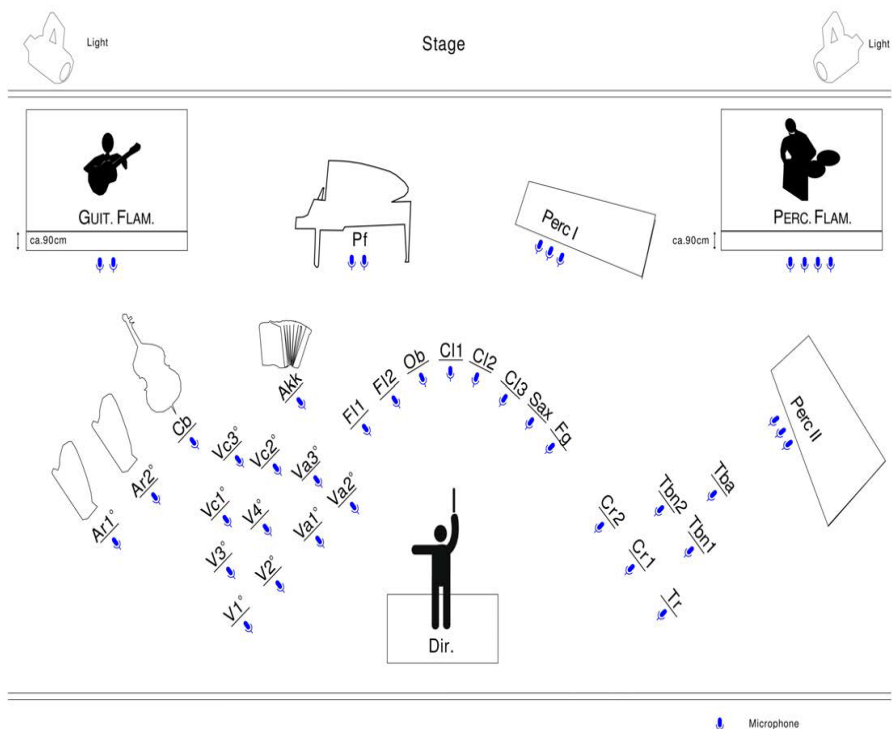 Light
Stage
Light
GUIT. FLAM.
ca.90cm
Pf
Perc I
PERC. FLAM.
ca.90cm
Akk
Fl1
Fl2
Ob
Cl1
Cl2
Cl3
Sax
Fg
Perc II
Cb
Vc3°
Vc2°
Va3°
Va2°
Ar2°
Ar1°
Vc1°
V4°
Va1°
V3°
V2°
V1°
Cr2
Tbn2
Tba
Cr1
Tbn1
Tr
Dir.
Microphone